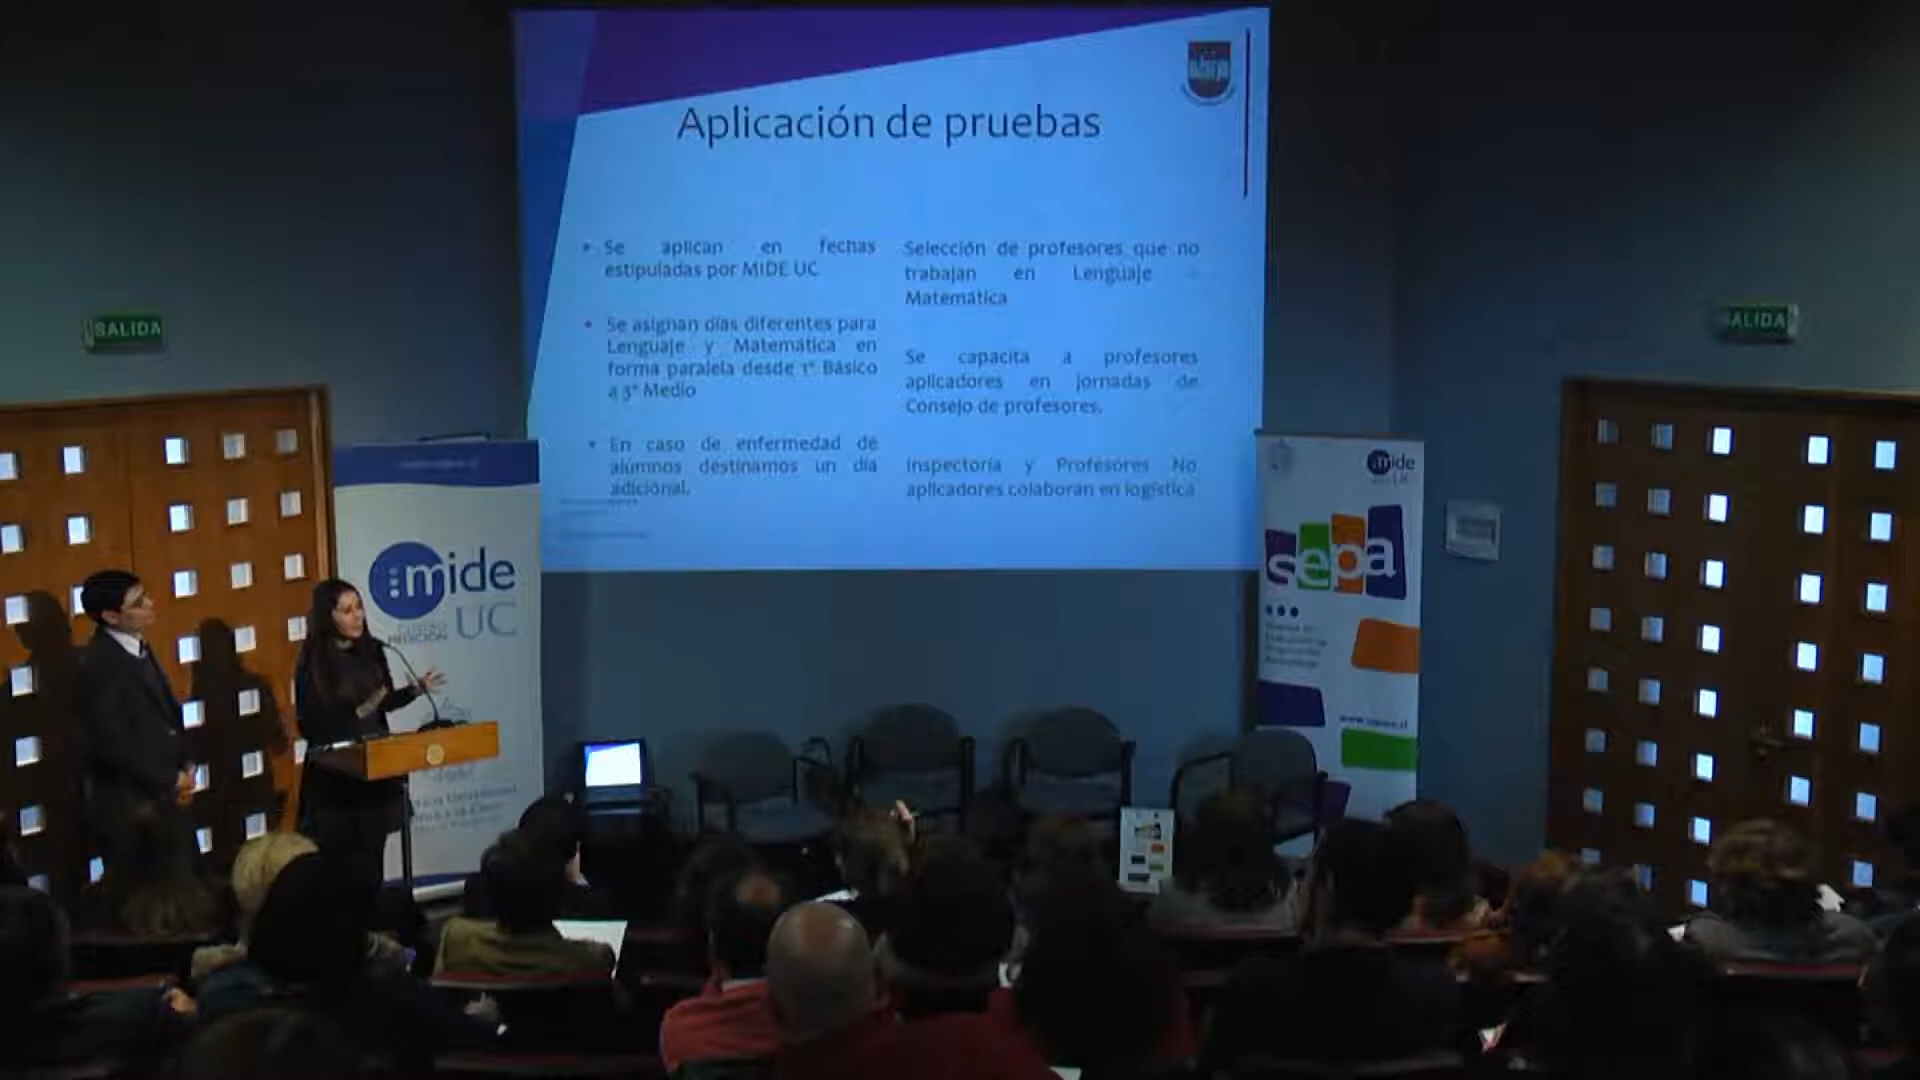 Aplicación de pruebas
Se aplican en fechas
estipuladas por MIDE UC
Se asignan días diferentes para
Lenguaje y Matemática en
forma paralela desde 1° Básico
a 3° Medio
En caso de enfermedad de
alumnos destinamos un día
adicional.
Selección de profesores que no
trabajan en Lenguaje
Matemática
Se capacita a profesores
aplicadores en jornadas de
Consejo de profesores.
Inspectoría y Profesores No
aplicadores colaboran en logística
SALIDA
SALIDA
mide
UC
CENTRO
MEDICIÓN
mide
UC
sepa